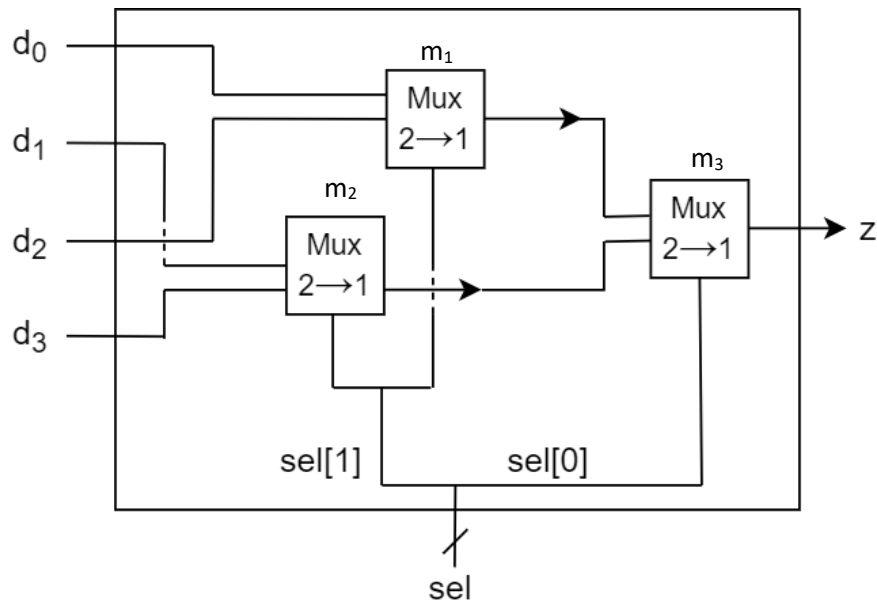 d₀
m₁
Mux
2→1
d₁
m₃
m₂
Mux
2→1
d₂
Mux
2→1
z
d₃
sel[1]
sel[0]
sel